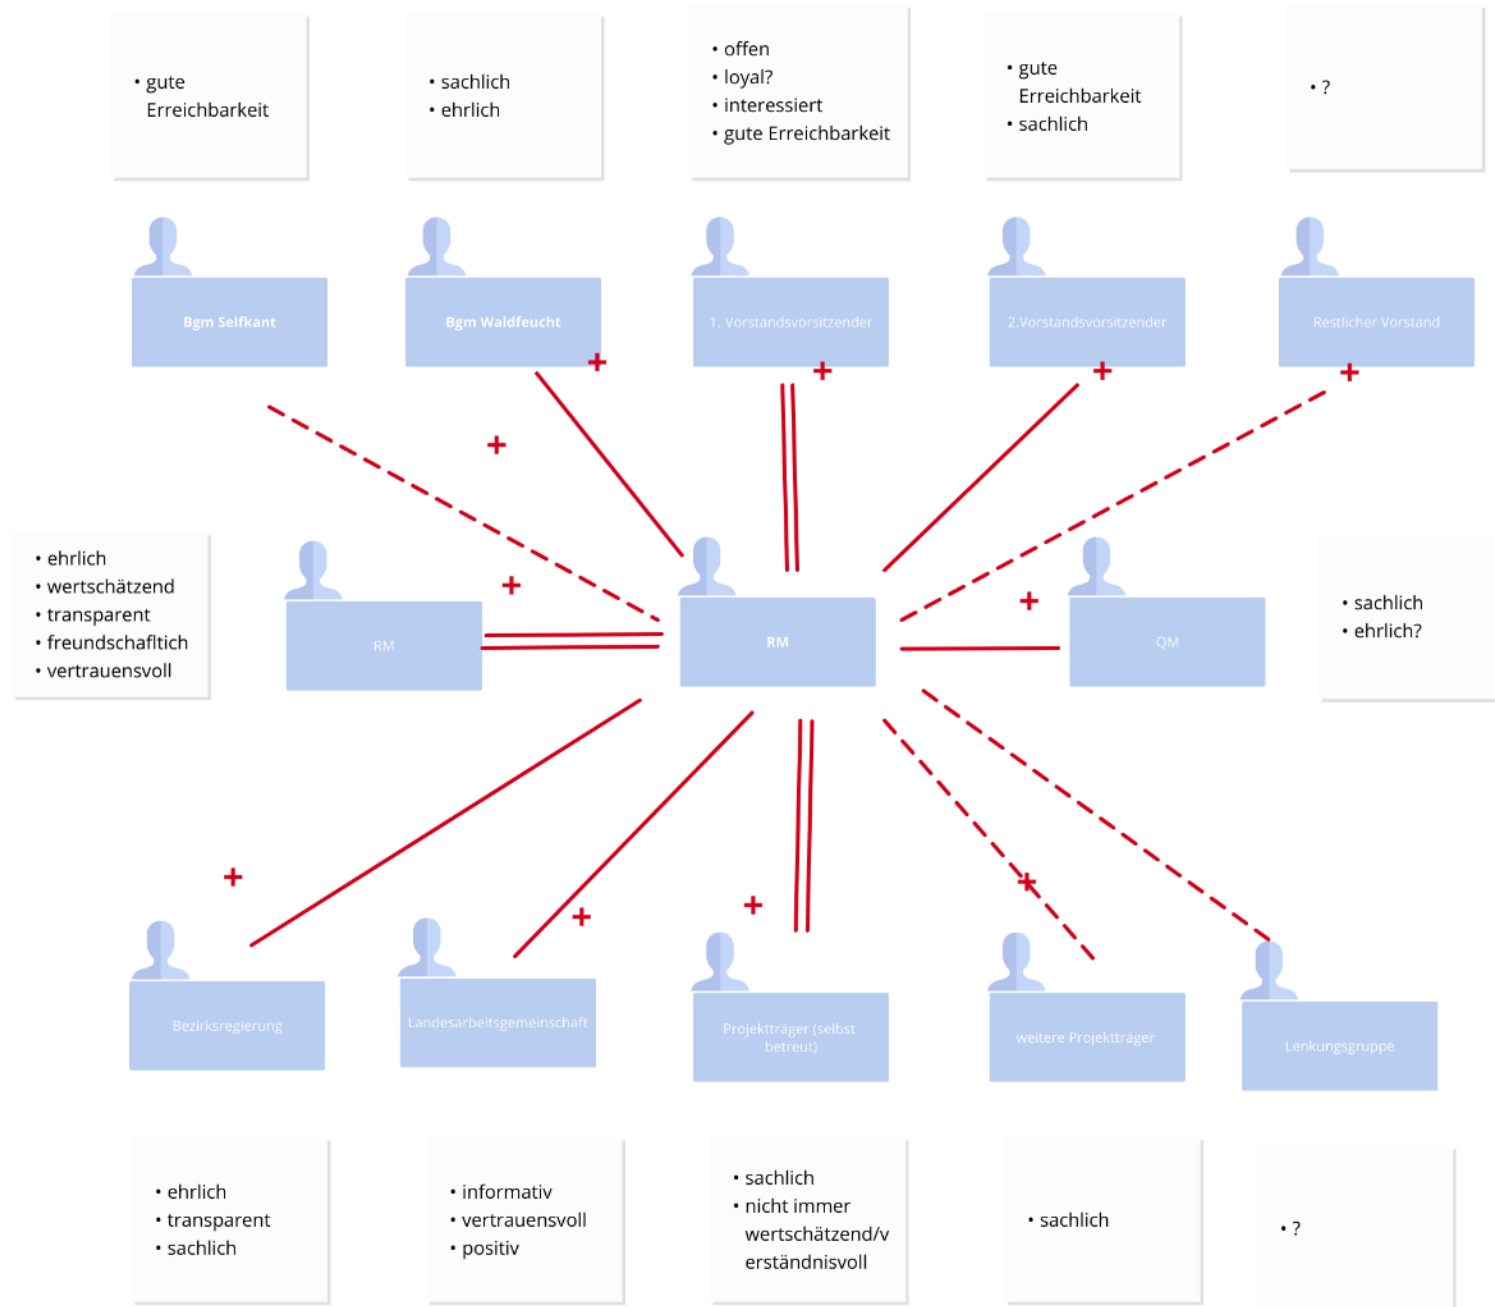 • gute
Erreichbarkeit
• sachlich
• ehrlich
• offen
• loyal?
• interessiert
• gute Erreichbarkeit
• gute
Erreichbarkeit
• sachlich
• ?
Bgm Selfkant
Bgm Waldfeucht
1. Vorstandsvorsitzender
2.Vorstandsvorsitzender
Restlicher Vorstand
• ehrlich
• wertschätzend
• transparent
• freundschafltich
• vertrauensvoll
RM
RM
QM
• sachlich
• ehrlich?
Bezirksregierung
Landesarbeitsgemeinschaft
Projektträger (selbst
betreut)
weitere Projektträger
Lenkungsgruppe
• ehrlich
• transparent
• sachlich
• informativ
• vertrauensvoll
• positiv
• sachlich
• nicht immer
wertschätzend/v
erständnisvoll
• sachlich
• ?